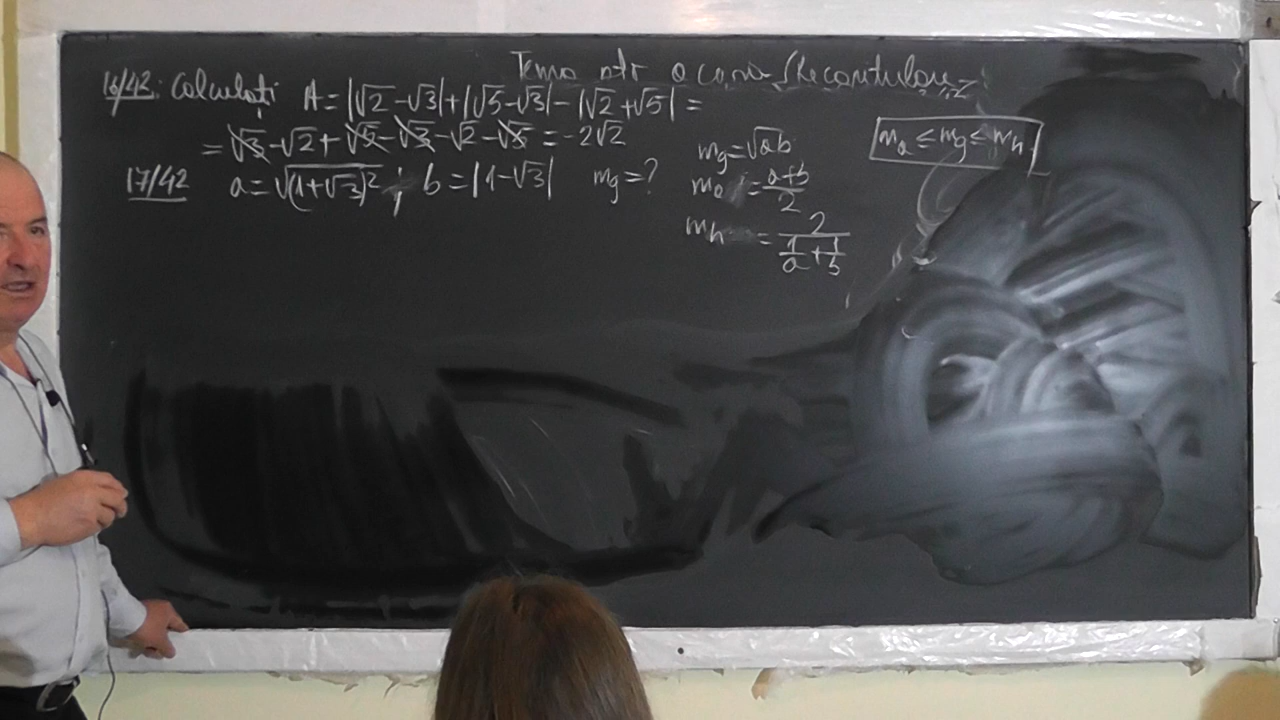 Tema ptr acasă (Recapitulare):
16/42: Calculați A = |√2 - √3| + |√5 - √3| - |√2 + √5| =
= √3 - √2 + √5 - √3 - √2 - √5 = -2√2
17/42 a = √(1+√3)² ; b = |1-√3| mg = ?
mg = √ab
ma = a+b/2
mh = 2/(1/a + 1/b)
ma ≤ mg ≤ mh